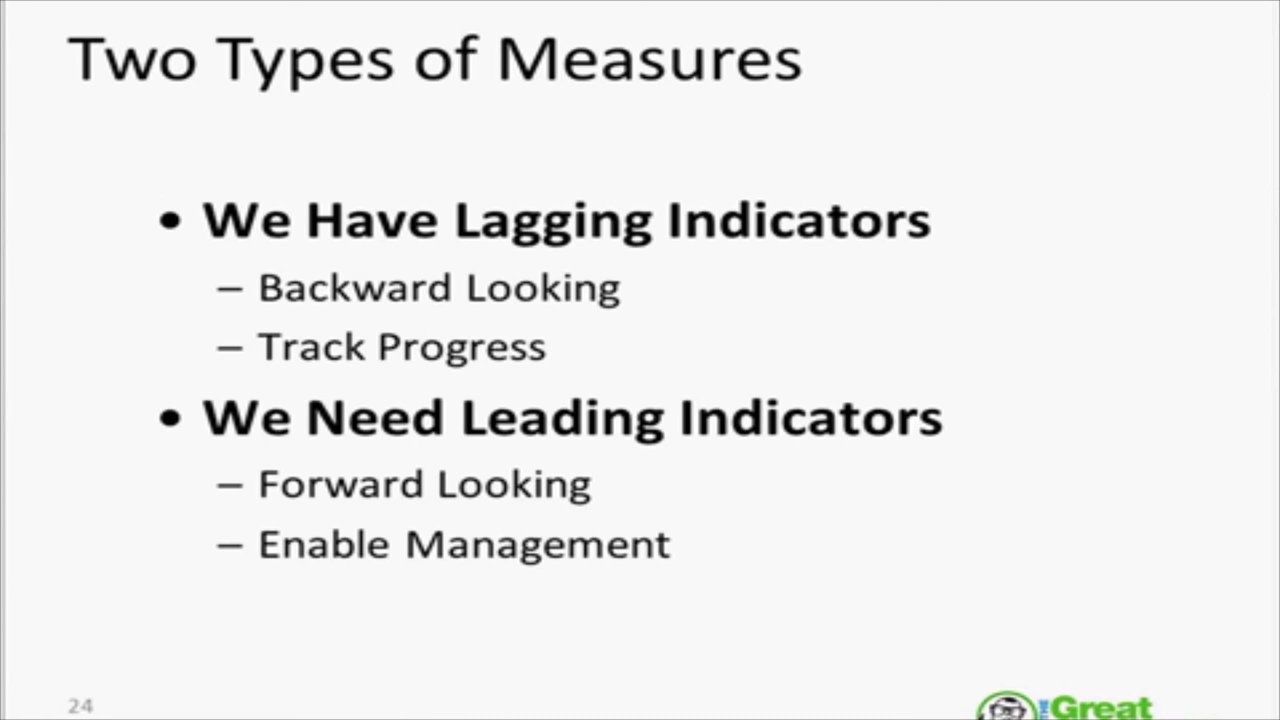 Two Types of Measures
• We Have Lagging Indicators
– Backward Looking
– Track Progress
• We Need Leading Indicators
– Forward Looking
– Enable Management
24
THE Great